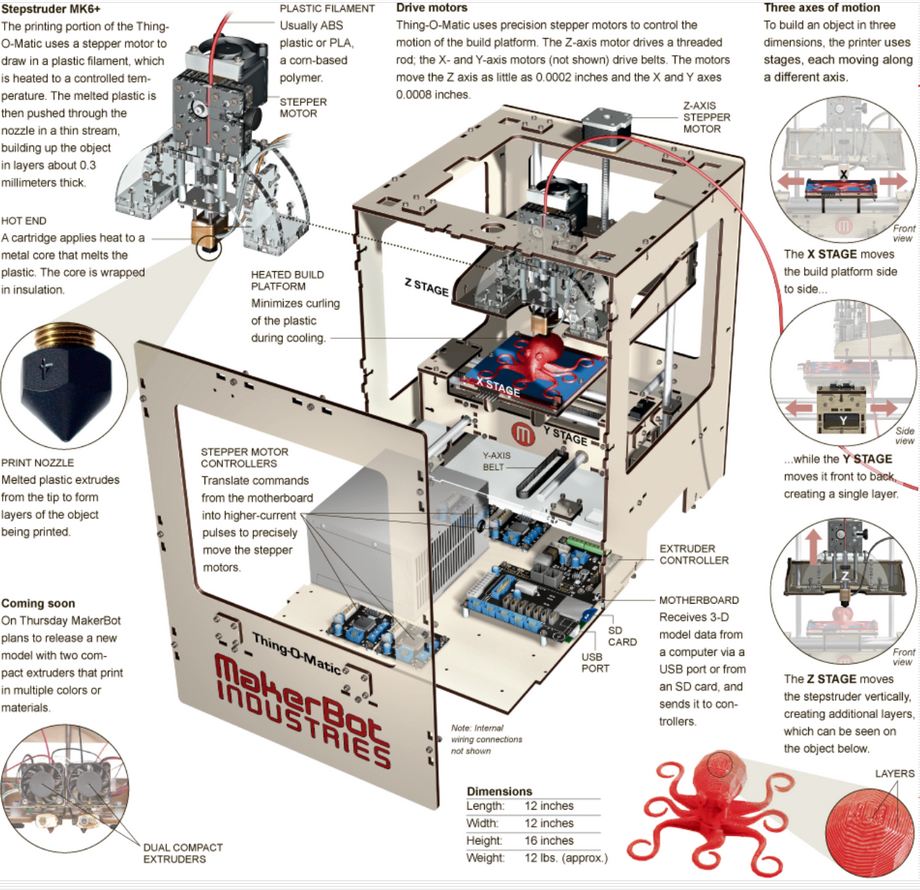 Stepstruder MK6+
The printing portion of the Thing-
O-Matic uses a stepper motor to
draw in a plastic filament, which
is heated to a controlled tem-
perature. The melted plastic is
then pushed through the
nozzle in a thin stream,
building up the object
in layers about 0.3
millimeters thick.
PLASTIC FILAMENT
Usually ABS
plastic or PLA,
a corn-based
polymer.
STEPPER
MOTOR
HOT END
A cartridge applies heat to a
metal core that melts the
plastic. The core is wrapped
in insulation.
HEATED BUILD
PLATFORM
Minimizes curling
of the plastic
during cooling.
PRINT NOZZLE
Melted plastic extrudes
from the tip to form
layers of the object
being printed.
Drive motors
Thing-O-Matic uses precision stepper motors to control the
motion of the build platform. The Z-axis motor drives a threaded
rod; the X- and Y-axis motors (not shown) drive belts. The motors
move the Z axis as little as 0.0002 inches and the X and Y axes
0.0008 inches.
Z-AXIS
STEPPER
MOTOR
Z STAGE
X STAGE
Y STAGE
M
Y-AXIS
BELT
STEPPER MOTOR
CONTROLLERS
Translate commands
from the motherboard
into higher-current
pulses to precisely
move the stepper
motors.
EXTRUDER
CONTROLLER
MOTHERBOARD
Receives 3-D
model data from
a computer via a
USB port or from
an SD card, and
sends it to con-
trollers.
SD
CARD
USB
PORT
Thing-O-Matic
MakerBot
INDUSTRIES
Note: Internal
wiring connections
not shown
Coming soon
On Thursday MakerBot
plans to release a new
model with two com-
pact extruders that print
in multiple colors or
materials.
DUAL COMPACT
EXTRUDERS
Dimensions
Length: 12 inches
Width: 12 inches
Height: 16 inches
Weight: 12 lbs. (approx.)
Three axes of motion
To build an object in three
dimensions, the printer uses
stages, each moving along
a different axis.
X
M
Front
view
The X STAGE moves
the build platform side
to side...
Y
Side
view
...while the Y STAGE
moves it front to back,
creating a single layer.
Z
M
Front
view
The Z STAGE moves
the stepstruder vertically,
creating additional layers,
which can be seen on
the object below.
LAYERS